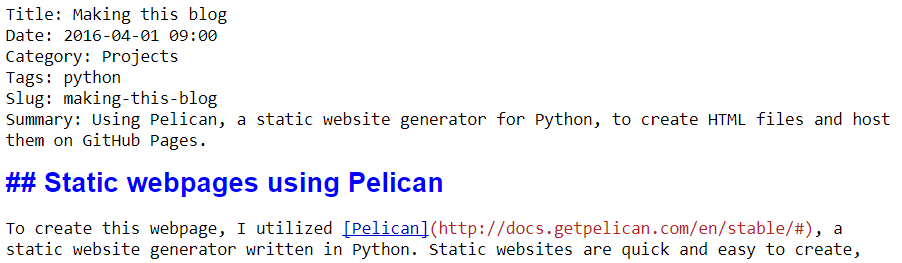 Title: Making this blog
Date: 2016-04-01 09:00
Category: Projects
Tags: python
Slug: making-this-blog
Summary: Using Pelican, a static website generator for Python, to create HTML files and host
them on GitHub Pages.
## Static webpages using Pelican
To create this webpage, I utilized [Pelican](http://docs.getpelican.com/en/stable/#), a
static website generator written in Python. Static websites are quick and easy to create,